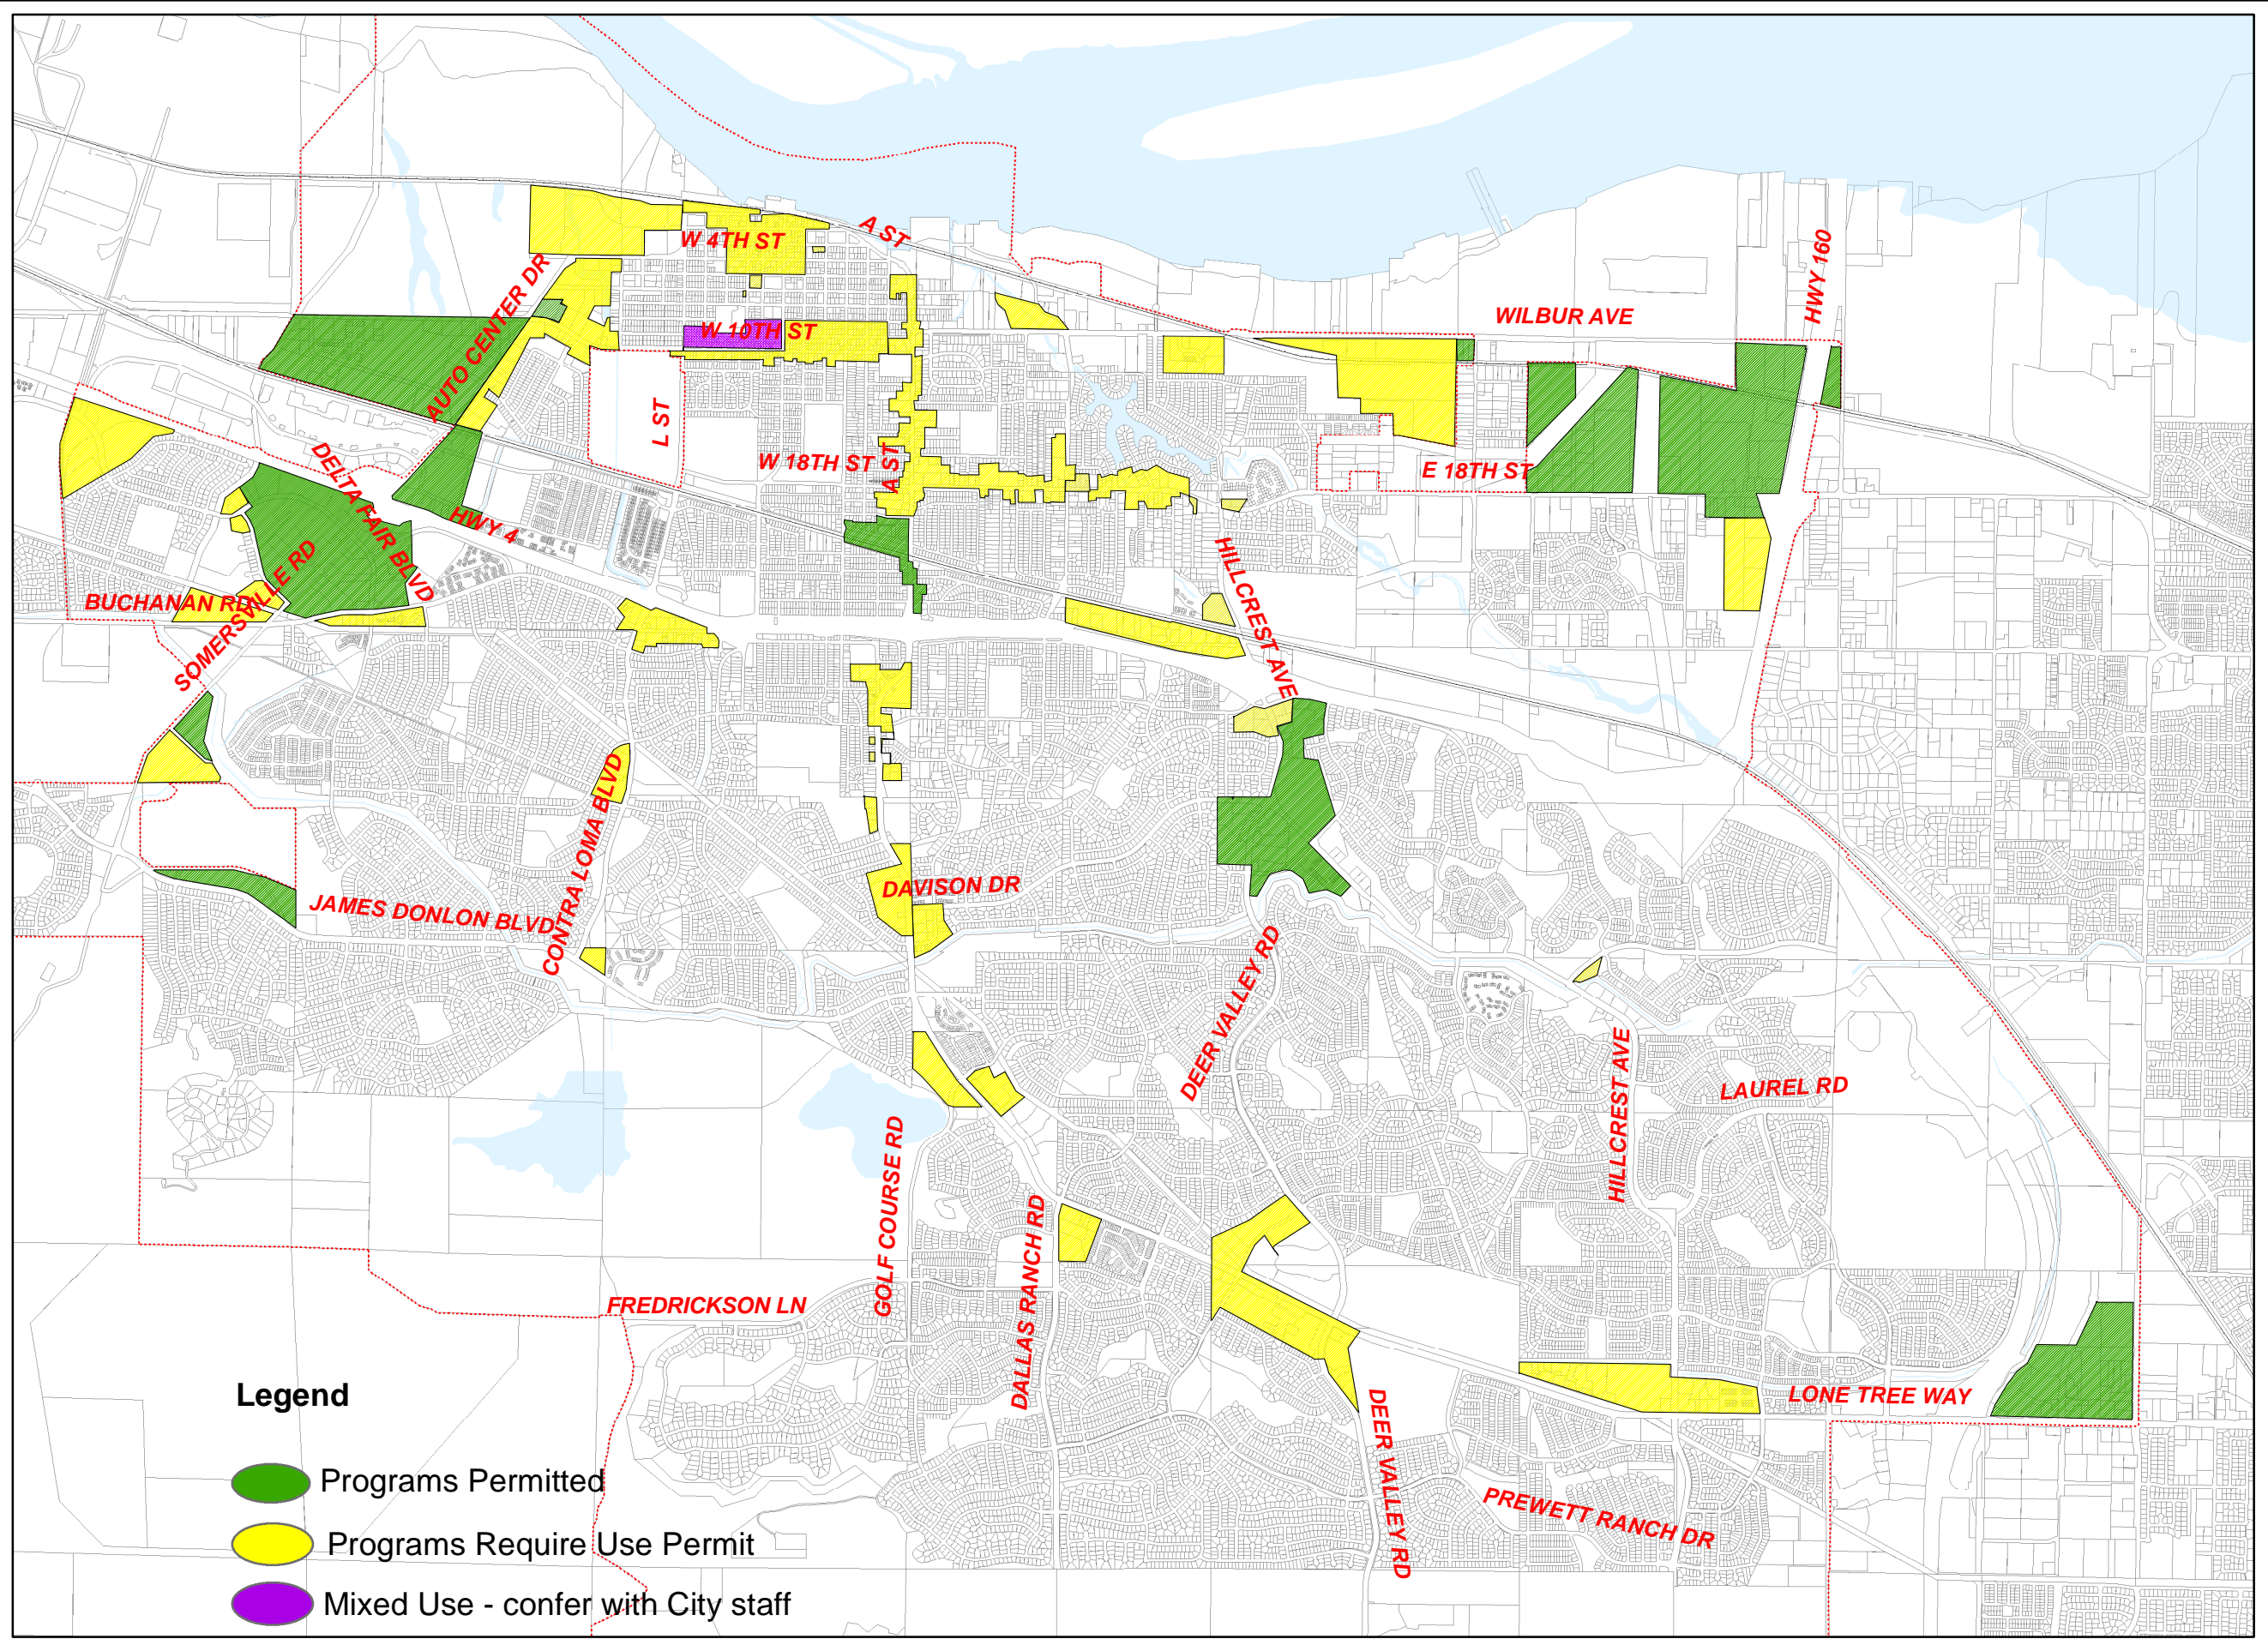 A ST
W 4TH ST
HWY 160
AUTO CENTER DR
WILBUR AVE
W 10TH ST
L ST
DELTA FAIR BLVD
W 18TH ST
A ST
E 18TH ST
HWY 4
HILLCREST AVE
BUCHANAN RD
SOMERSVILLE RD
CONTRA LOMA BLVD
DAVISON DR
JAMES DONLON BLVD
DEER VALLEY RD
HILLCREST AVE
LAUREL RD
GOLF COURSE RD
DALLAS RANCH RD
FREDRICKSON LN
LONE TREE WAY
DEER VALLEY RD
PREWETT RANCH DR
Legend
Programs Permitted
Programs Require Use Permit
Mixed Use - confer with City staff